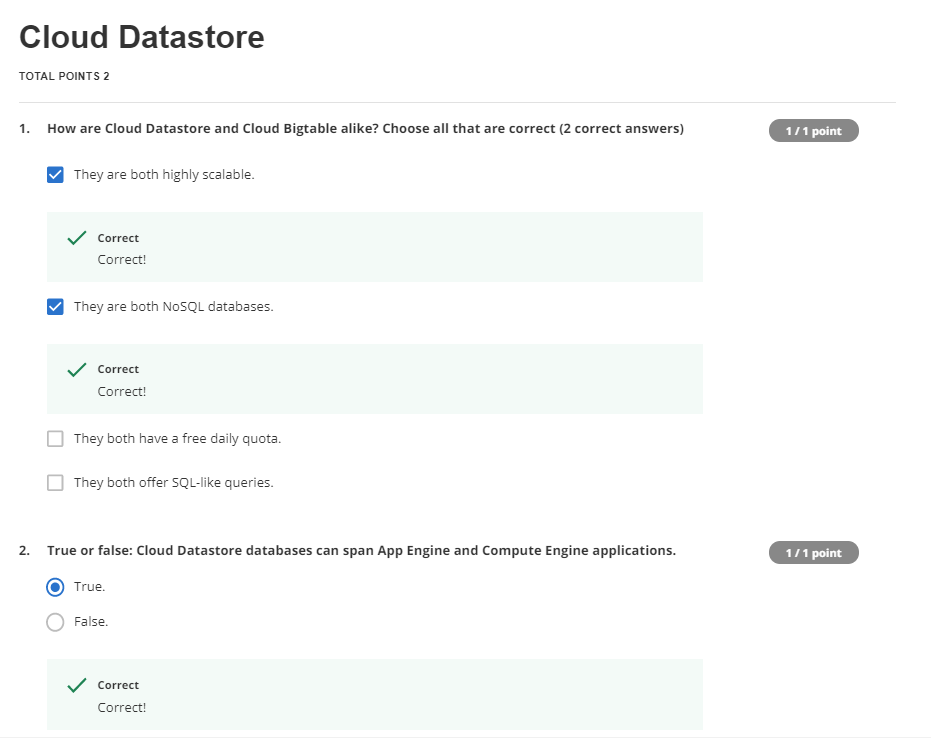 Cloud Datastore
TOTAL POINTS 2
1. How are Cloud Datastore and Cloud Bigtable alike? Choose all that are correct (2 correct answers)
1 / 1 point
They are both highly scalable.
Correct
Correct!
They are both NoSQL databases.
Correct
Correct!
They both have a free daily quota.
They both offer SQL-like queries.
2. True or false: Cloud Datastore databases can span App Engine and Compute Engine applications.
1 / 1 point
True.
False.
Correct
Correct!